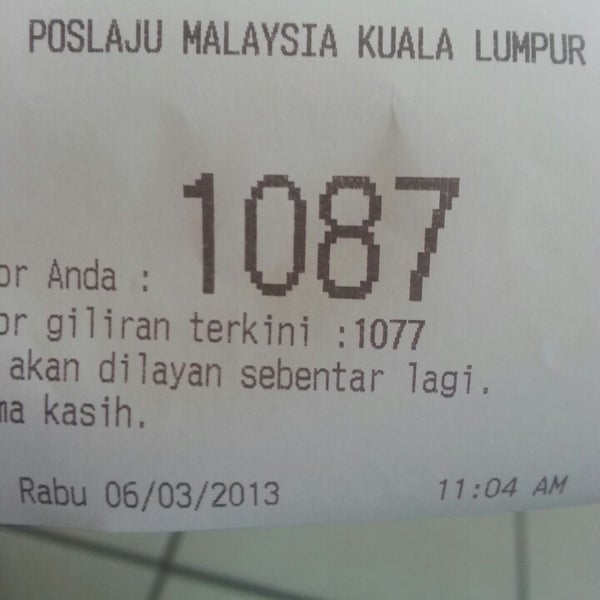 POSLAJU MALAYSIA KUALA LUMPUR
or Anda : 1087
or giliran terkini :1077
akan dilayan sebentar lagi.
ma kasih.
Rabu 06/03/2013 11:04 AM